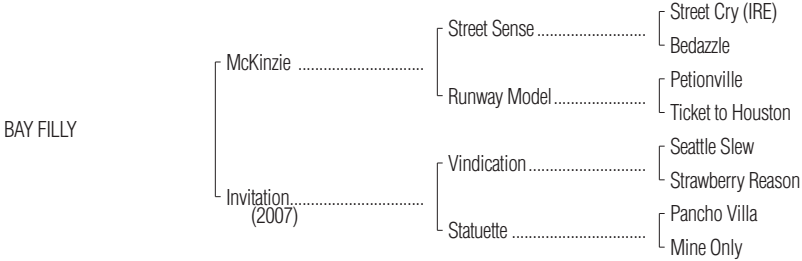 Street Cry (IRE)
Street Sense ..........................
Bedazzle
McKinzie ..............................
Petionville
Runway Model......................
Ticket to Houston
BAY FILLY
Seattle Slew
Vindication............................
Strawberry Reason
Invitation................................
(2007)
Pancho Villa
Statuette ................................
Mine Only